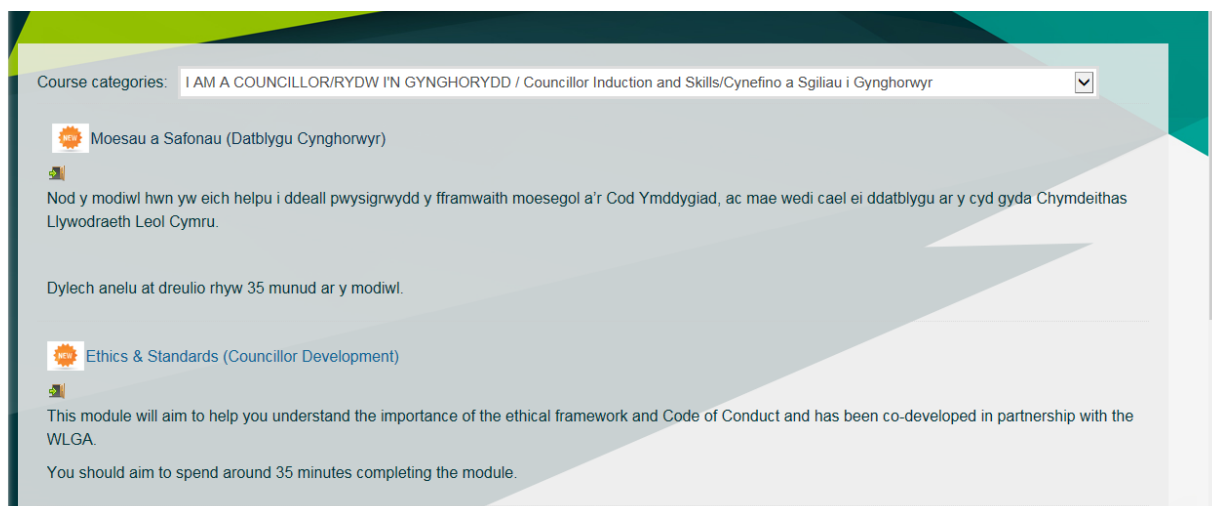 Course categories: I AM A COUNCILLOR/RYDW I'N GYNGHORYDD / Councillor Induction and Skills/Cynefino a Sgiliau i Gynghorwyr
NEW Moesau a Safonau (Datblygu Cynghorwyr)
Nod y modiwl hwn yw eich helpu i ddeall pwysigrwydd y fframwaith moesegol a'r Cod Ymddygiad, ac mae wedi cael ei ddatblygu ar y cyd gyda Chymdeithas
Llywodraeth Leol Cymru.
Dylech anelu at dreulio rhyw 35 munud ar y modiwl.
NEW Ethics & Standards (Councillor Development)
This module will aim to help you understand the importance of the ethical framework and Code of Conduct and has been co-developed in partnership with the
WLGA.
You should aim to spend around 35 minutes completing the module.